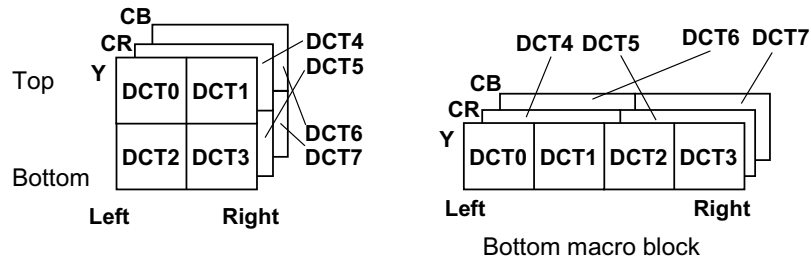 CB
CR
Y
DCT4
DCT5
Top
DCT0 DCT1
DCT6
DCT7
DCT2 DCT3
Bottom
Left Right
DCT4 DCT5 DCT6 DCT7
CB
CR
Y
DCT0 DCT1 DCT2 DCT3
Left Right
Bottom macro block